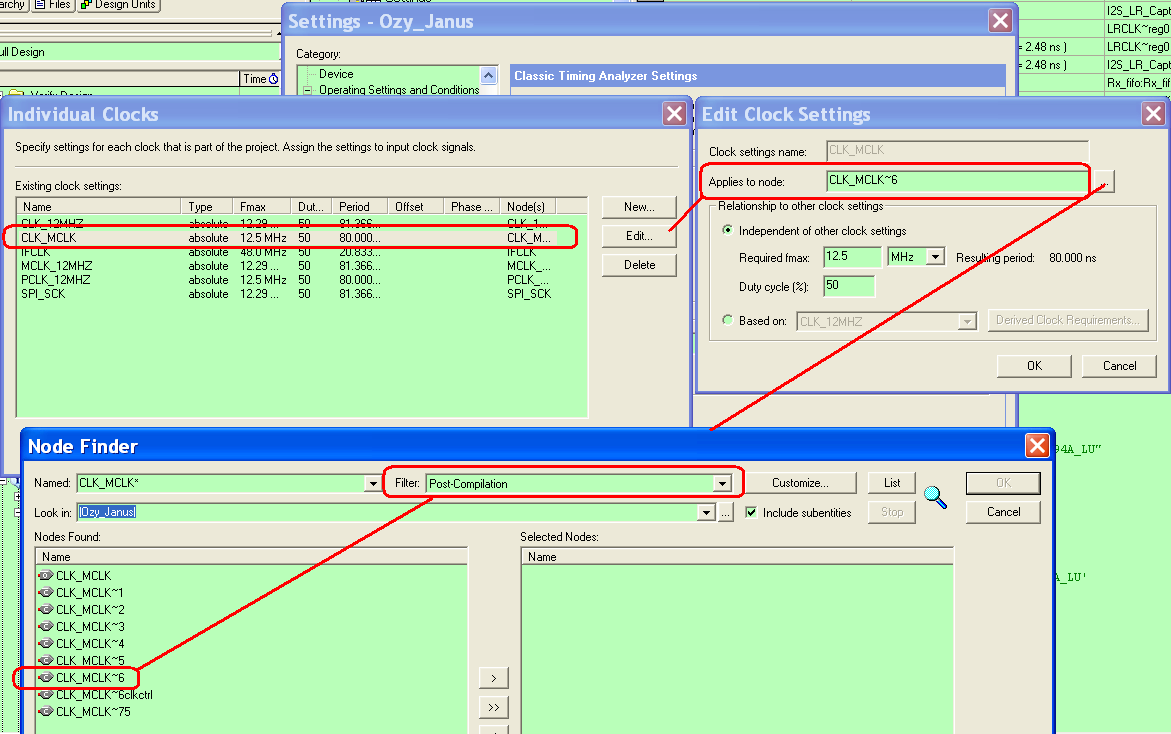 archy Files Design Units
I2S_LR_Capt
Settings - Ozy_Janus
LRCLK~reg0
Category:
= 2.48 ns )
LRCLK~reg0
ull Design
= 2.48 ns )
I2S_LR_Capt
Device
Classic Timing Analyzer Settings
Time
Rx_fifo:Rx_fif
Operating Settings and Conditions
Verify Design
Individual Clocks
Specify settings for each clock that is part of the project. Assign the settings to input clock signals.
Existing clock settings:
Name Type Fmax Dut... Period Offset Phase ... Node(s)
CLK_12MHZ absolute 12.29 ... 50 81.366... CLK_1...
CLK_MCLK absolute 12.5 MHz 50 80.000... CLK_M...
IFCLK absolute 48.0 MHz 50 20.833... IFCLK
MCLK_12MHZ absolute 12.29 ... 50 81.366... MCLK_...
PCLK_12MHZ absolute 12.5 MHz 50 80.000... PCLK_...
SPI_SCK absolute 12.29 ... 50 81.366... SPI_SCK
New...
Edit...
Delete
Edit Clock Settings
Clock settings name: CLK_MCLK
Applies to node: CLK_MCLK~6
...
Relationship to other clock settings
Independent of other clock settings
Required fmax: 12.5 MHz Resulting period: 80.000 ns
Duty cycle (%): 50
Based on: CLK_12MHZ Derived Clock Requirements...
OK Cancel
94A_LU"
A_LU'
Node Finder
Named: CLK_MCLK* Filter: Post-Compilation Customize... List OK
Look in: |Ozy_Janus| ... Include subentities Stop Cancel
Nodes Found:
Name
CLK_MCLK
CLK_MCLK~1
CLK_MCLK~2
CLK_MCLK~3
CLK_MCLK~4
CLK_MCLK~5
CLK_MCLK~6
CLK_MCLK~6clkctrl
CLK_MCLK~75
>
>>
Selected Nodes:
Name